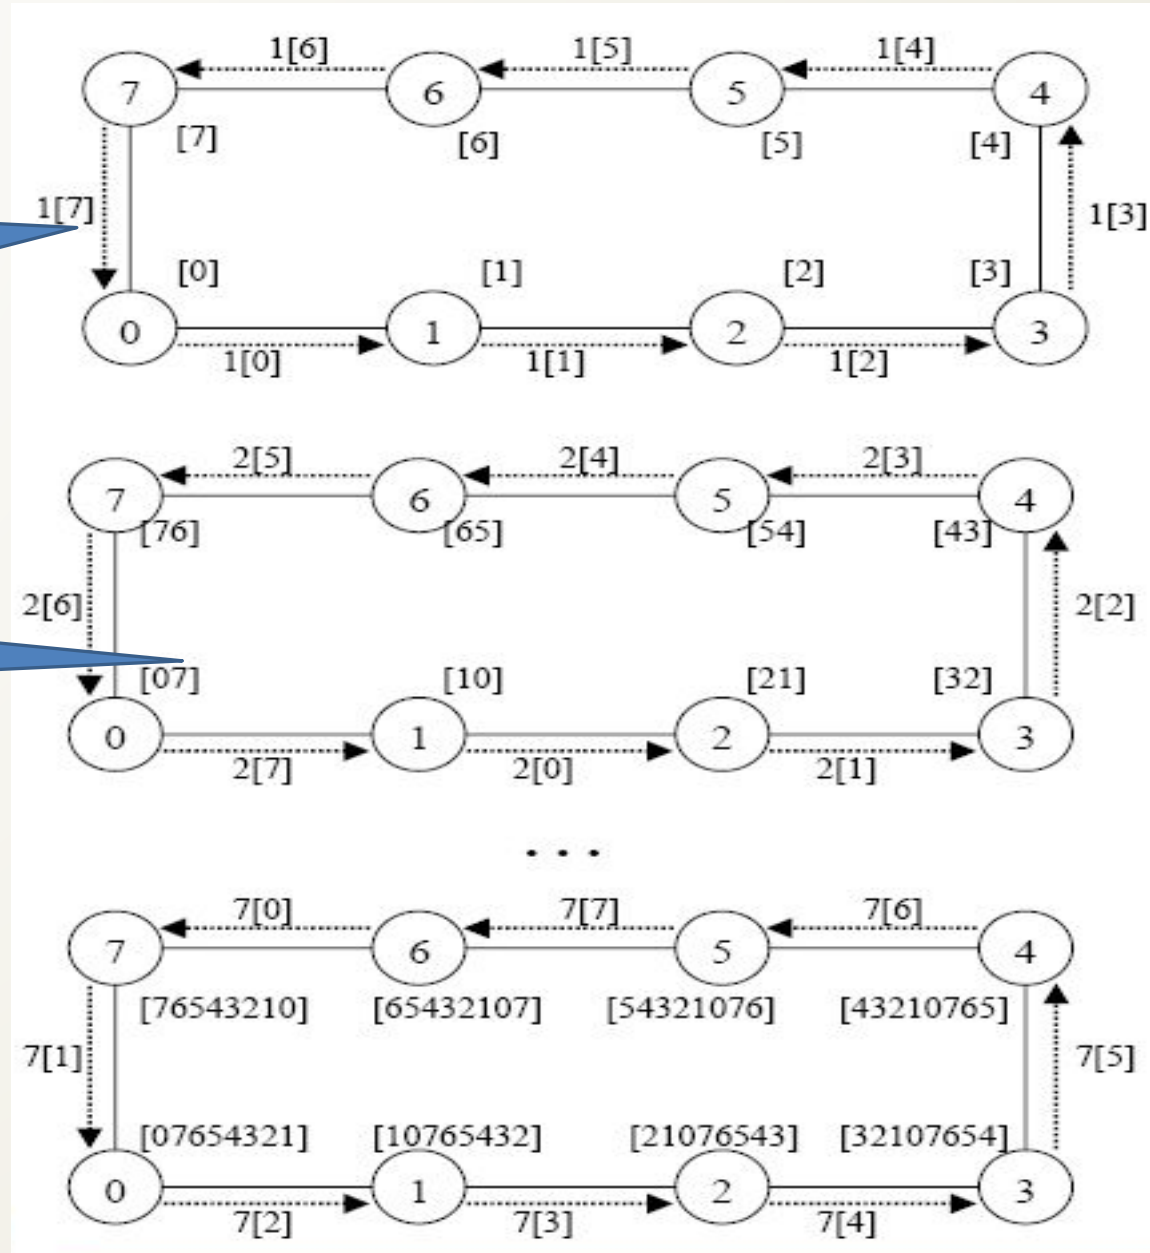 1[6] 1[5] 1[4]
7 6 5 4
[7] [6] [5] [4]
1[7] 1[3]
[0] [1] [2] [3]
0 1 2 3
1[0] 1[1] 1[2]
2[5] 2[4] 2[3]
7 6 5 4
[76] [65] [54] [43]
2[6] 2[2]
[07] [10] [21] [32]
0 1 2 3
2[7] 2[0] 2[1]
. . .
7[0] 7[7] 7[6]
7 6 5 4
[76543210] [65432107] [54321076] [43210765]
7[1] 7[5]
[07654321] [10765432] [21076543] [32107654]
0 1 2 3
7[2] 7[3] 7[4]